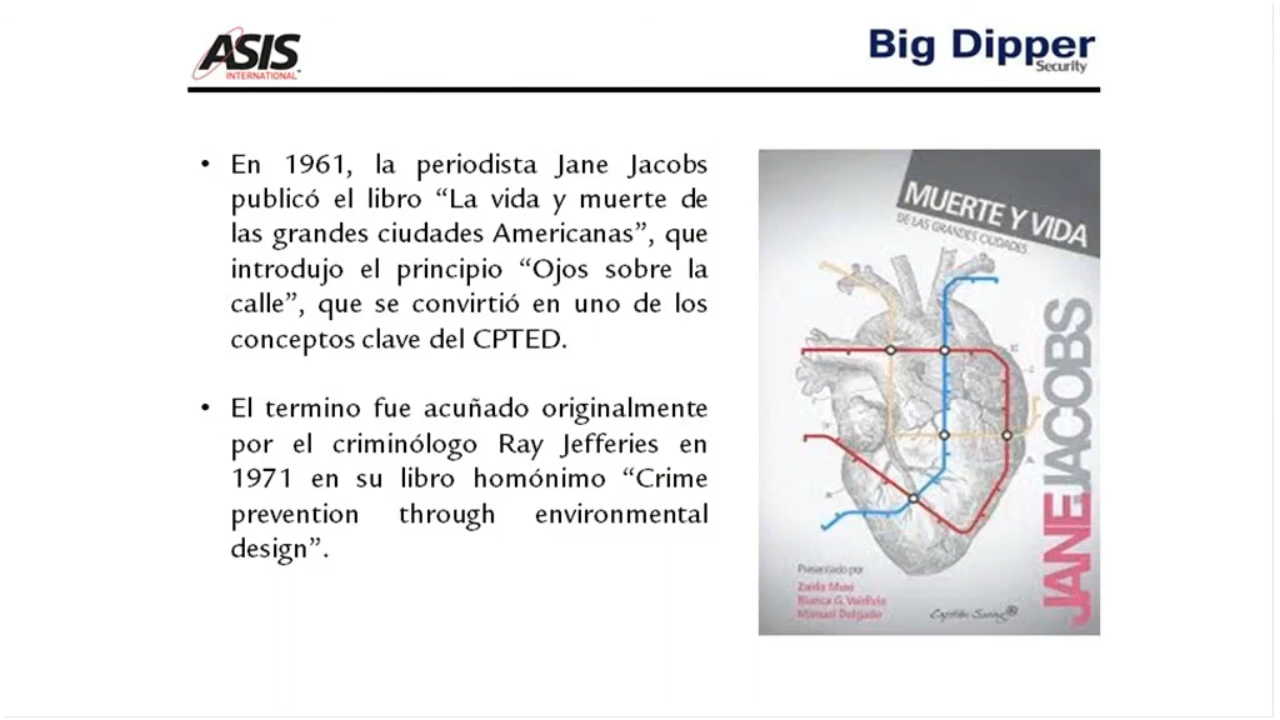 ASIS
INTERNATIONAL
Big Dipper
Security
• En 1961, la periodista Jane Jacobs
publicó el libro “La vida y muerte de
las grandes ciudades Americanas”, que
introdujo el principio “Ojos sobre la
calle”, que se convirtió en uno de los
conceptos clave del CPTED.
• El termino fue acuñado originalmente
por el criminólogo Ray Jefferies en
1971 en su libro homónimo “Crime
prevention through environmental
design”.
MUERTE Y VIDA
DE LAS GRANDES CIUDADES
JANE JACOBS
Presentado por
Zaida Muxí
Blanca G. Valdivia
Manuel Delgado
Capitán Swing®